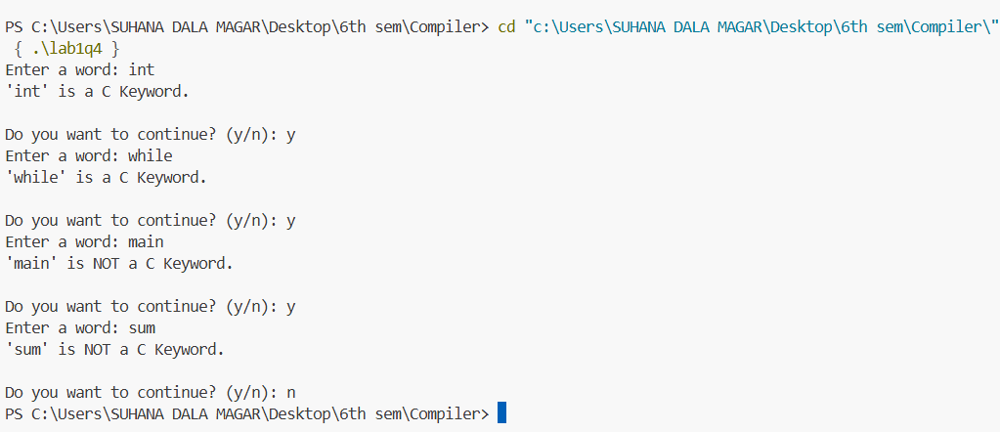 PS C:\Users\SUHANA DALA MAGAR\Desktop\6th sem\Compiler> cd "c:\Users\SUHANA DALA MAGAR\Desktop\6th sem\Compiler\"
{ .\lab1q4 }
Enter a word: int
'int' is a C Keyword.
Do you want to continue? (y/n): y
Enter a word: while
'while' is a C Keyword.
Do you want to continue? (y/n): y
Enter a word: main
'main' is NOT a C Keyword.
Do you want to continue? (y/n): y
Enter a word: sum
'sum' is NOT a C Keyword.
Do you want to continue? (y/n): n
PS C:\Users\SUHANA DALA MAGAR\Desktop\6th sem\Compiler>